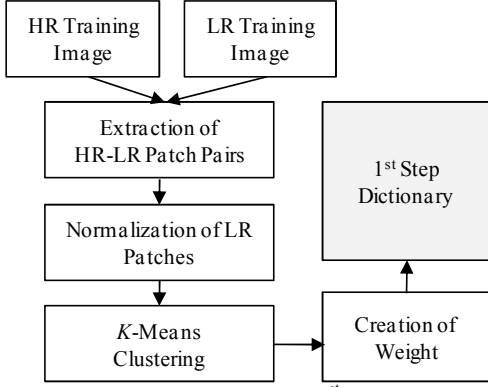 HR Training
Image
LR Training
Image
Extraction of
HR-LR Patch Pairs
1st Step
Dictionary
Normalization of LR
Patches
K-Means
Clustering
Creation of
Weight
st